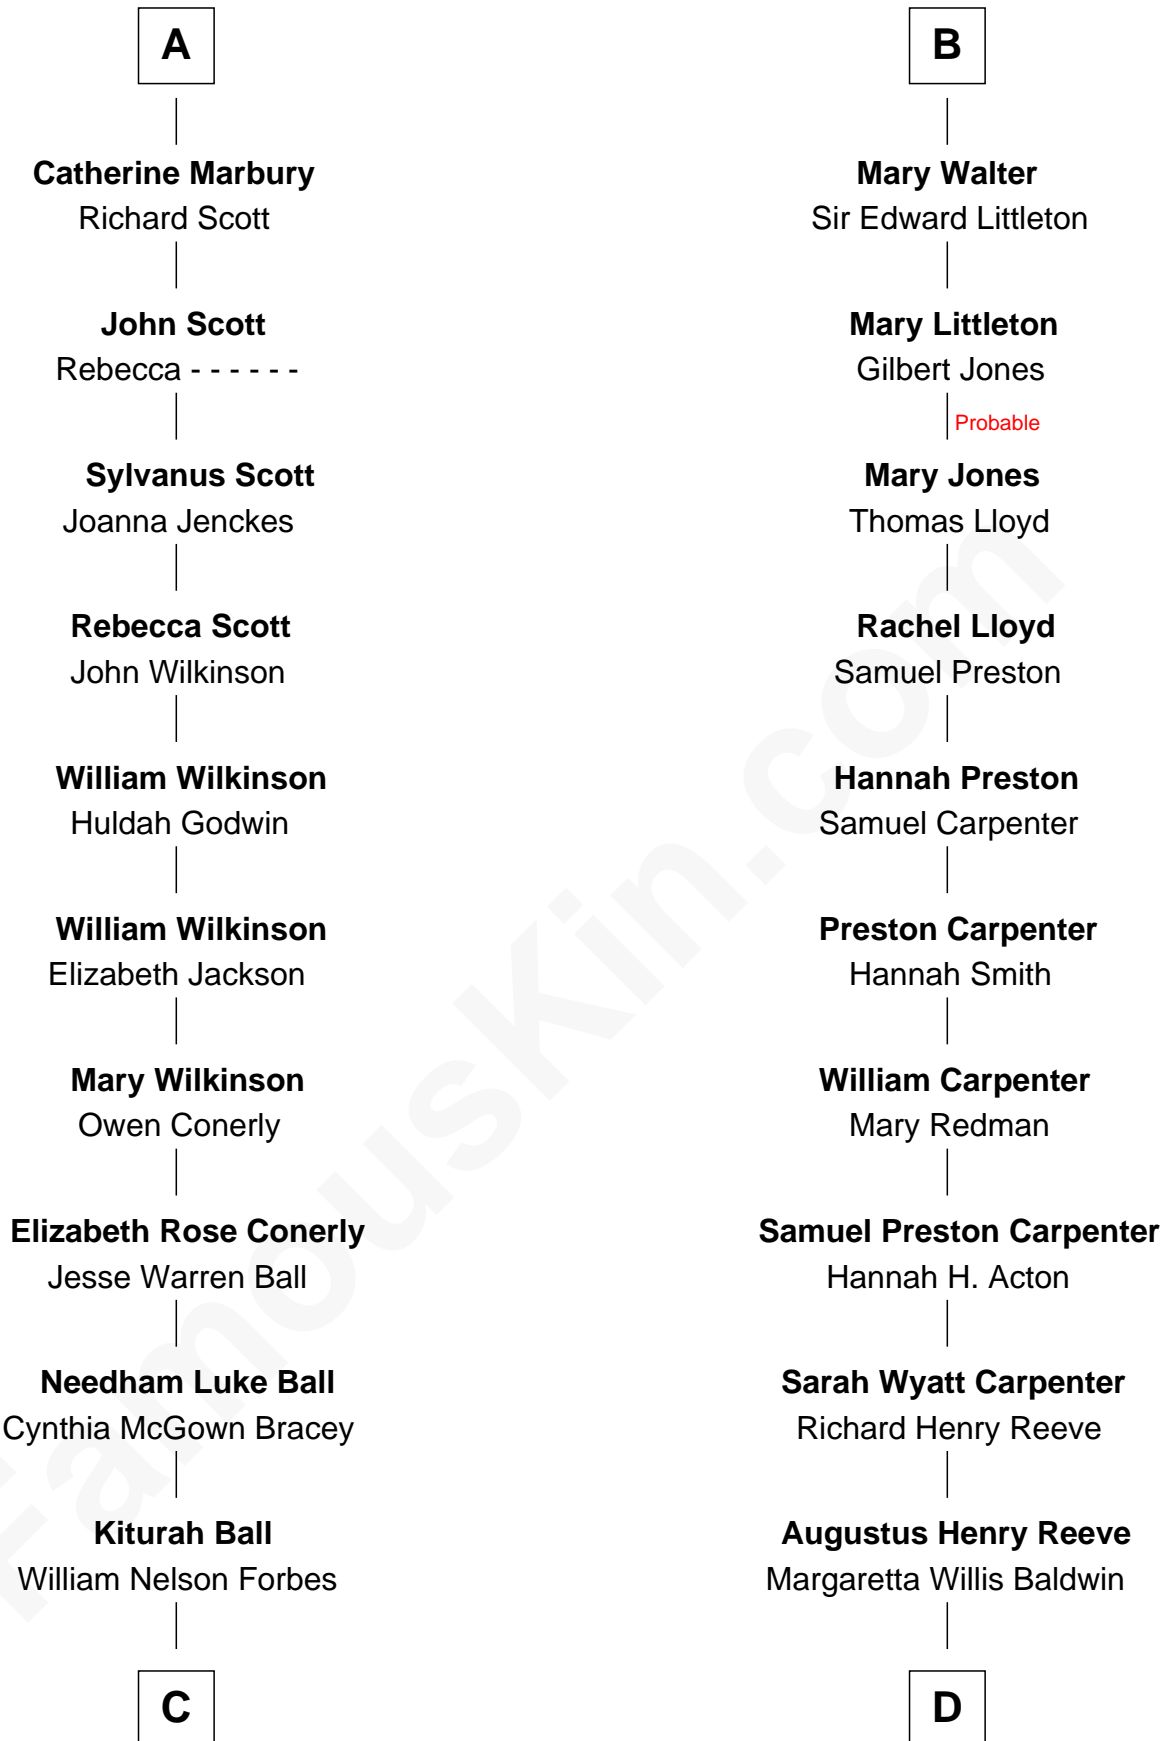 A
Catherine Marbury
Richard Scott
John Scott
Rebecca - - - - - -
Sylvanus Scott
Joanna Jenckes
Rebecca Scott
John Wilkinson
William Wilkinson
Huldah Godwin
William Wilkinson
Elizabeth Jackson
Mary Wilkinson
Owen Conerly
Elizabeth Rose Conerly
Jesse Warren Ball
Needham Luke Ball
Cynthia McGown Bracey
Kiturah Ball
William Nelson Forbes
C
B
Mary Walter
Sir Edward Littleton
Mary Littleton
Gilbert Jones
Probable
Mary Jones
Thomas Lloyd
Rachel Lloyd
Samuel Preston
Hannah Preston
Samuel Carpenter
Preston Carpenter
Hannah Smith
William Carpenter
Mary Redman
Samuel Preston Carpenter
Hannah H. Acton
Sarah Wyatt Carpenter
Richard Henry Reeve
Augustus Henry Reeve
Margaretta Willis Baldwin
D
FamousKin.com